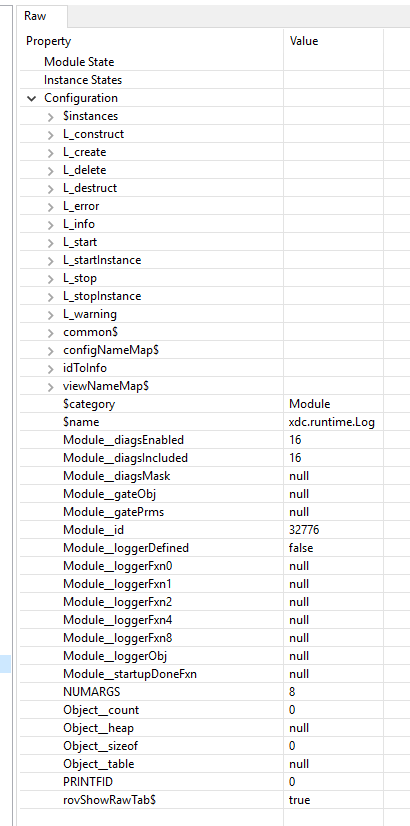 Raw
Property Value
Module State
Instance States
Configuration
$instances
L_construct
L_create
L_delete
L_destruct
L_error
L_info
L_start
L_startInstance
L_stop
L_stopInstance
L_warning
common$
configNameMap$
idToInfo
viewNameMap$
$category Module
$name xdc.runtime.Log
Module__diagsEnabled 16
Module__diagsIncluded 16
Module__diagsMask null
Module__gateObj null
Module__gatePrms null
Module__id 32776
Module__loggerDefined false
Module__loggerFxn0 null
Module__loggerFxn1 null
Module__loggerFxn2 null
Module__loggerFxn4 null
Module__loggerFxn8 null
Module__loggerObj null
Module__startupDoneFxn null
NUMARGS 8
Object__count 0
Object__heap null
Object__sizeof 0
Object__table null
PRINTFID 0
rovShowRawTab$ true